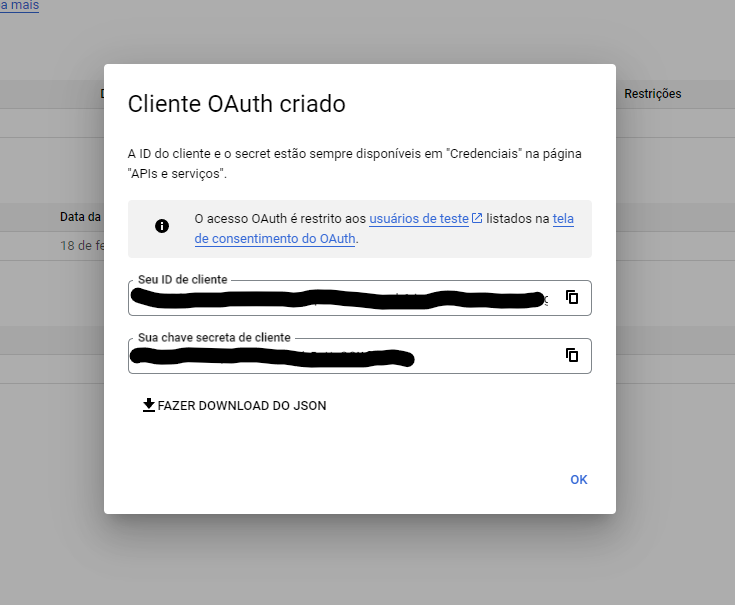 a mais
Restrições
Cliente OAuth criado
A ID do cliente e o secret estão sempre disponíveis em "Credenciais" na página
"APIs e serviços".
Data da
18 de fe
O acesso OAuth é restrito aos usuários de teste listados na tela
de consentimento do OAuth.
Seu ID de cliente
Sua chave secreta de cliente
FAZER DOWNLOAD DO JSON
OK